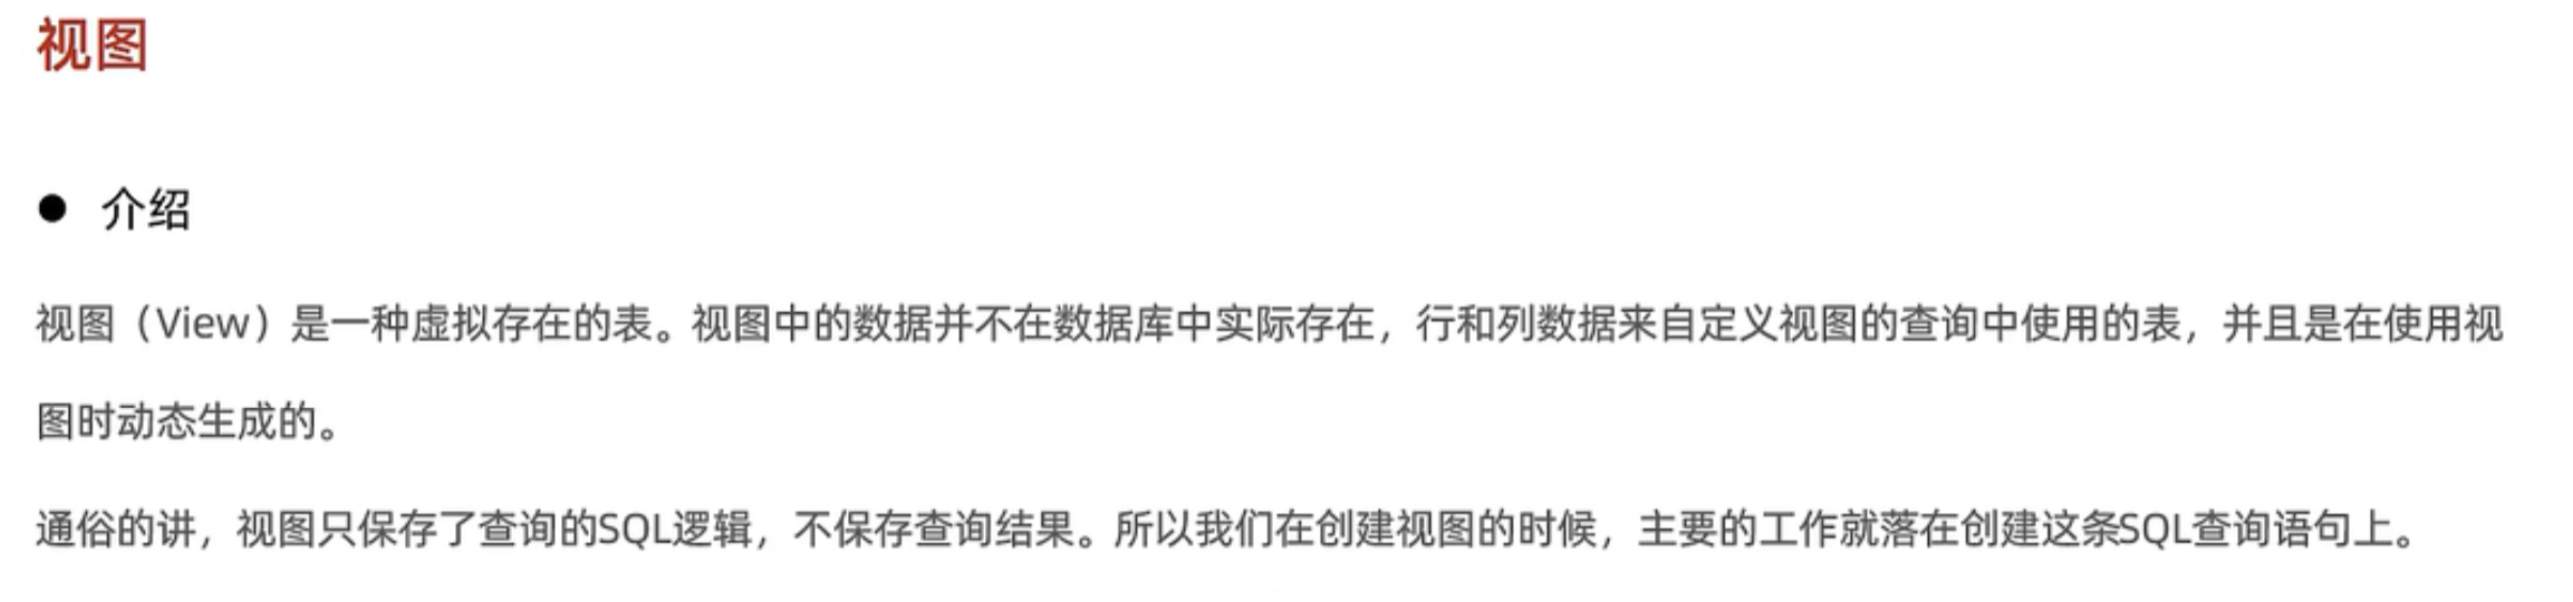 视图
● 介绍
视图（View）是一种虚拟存在的表。视图中的数据并不在数据库中实际存在，行和列数据来自定义视图的查询中使用的表，并且是在使用视
图时动态生成的。
通俗的讲，视图只保存了查询的SQL逻辑，不保存查询结果。所以我们在创建视图的时候，主要的工作就落在创建这条SQL查询语句上。